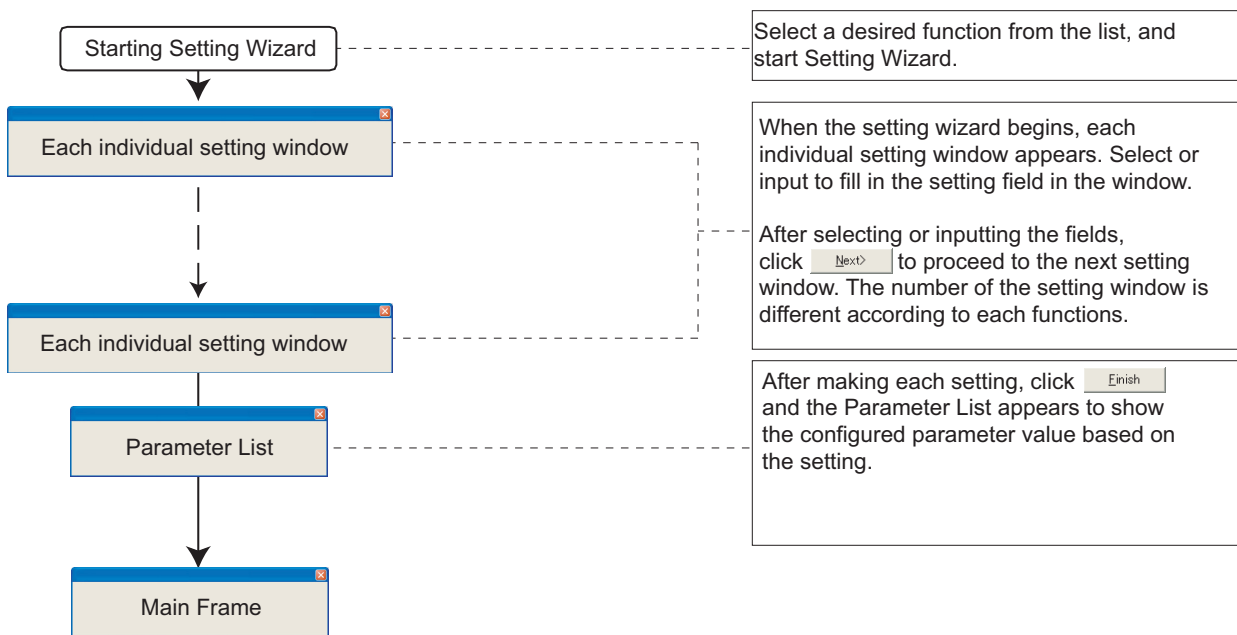 Starting Setting Wizard
Select a desired function from the list, and
start Setting Wizard.
Each individual setting window
When the setting wizard begins, each
individual setting window appears. Select or
input to fill in the setting field in the window.
After selecting or inputting the fields,
click Next> to proceed to the next setting
window. The number of the setting window is
different according to each functions.
Each individual setting window
After making each setting, click Finish
and the Parameter List appears to show
the configured parameter value based on
the setting.
Parameter List
Main Frame